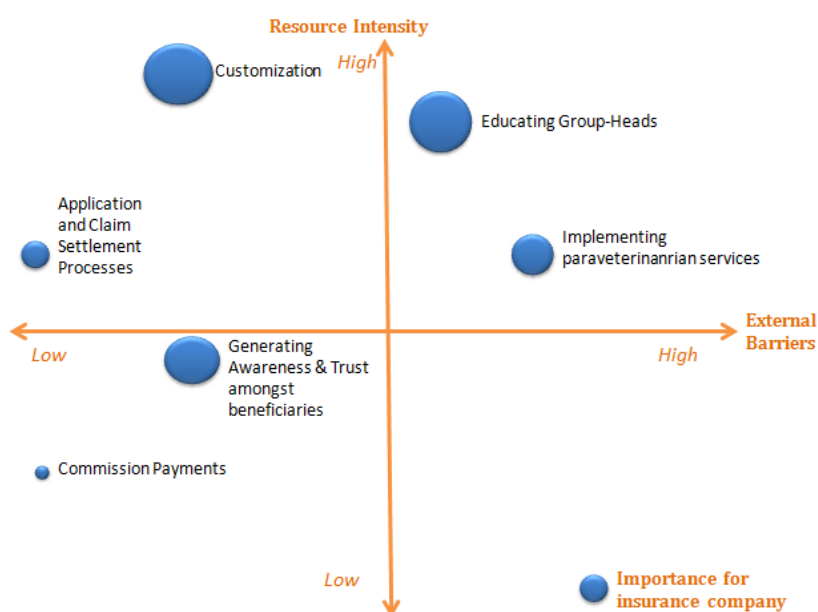 Resource Intensity
High
Customization
Educating Group-Heads
Application
and Claim
Settlement
Processes
Implementing
paraveterinanrian services
External
Barriers
Low
High
Generating
Awareness & Trust
amongst
beneficiaries
Commission Payments
Low
Importance for
insurance company